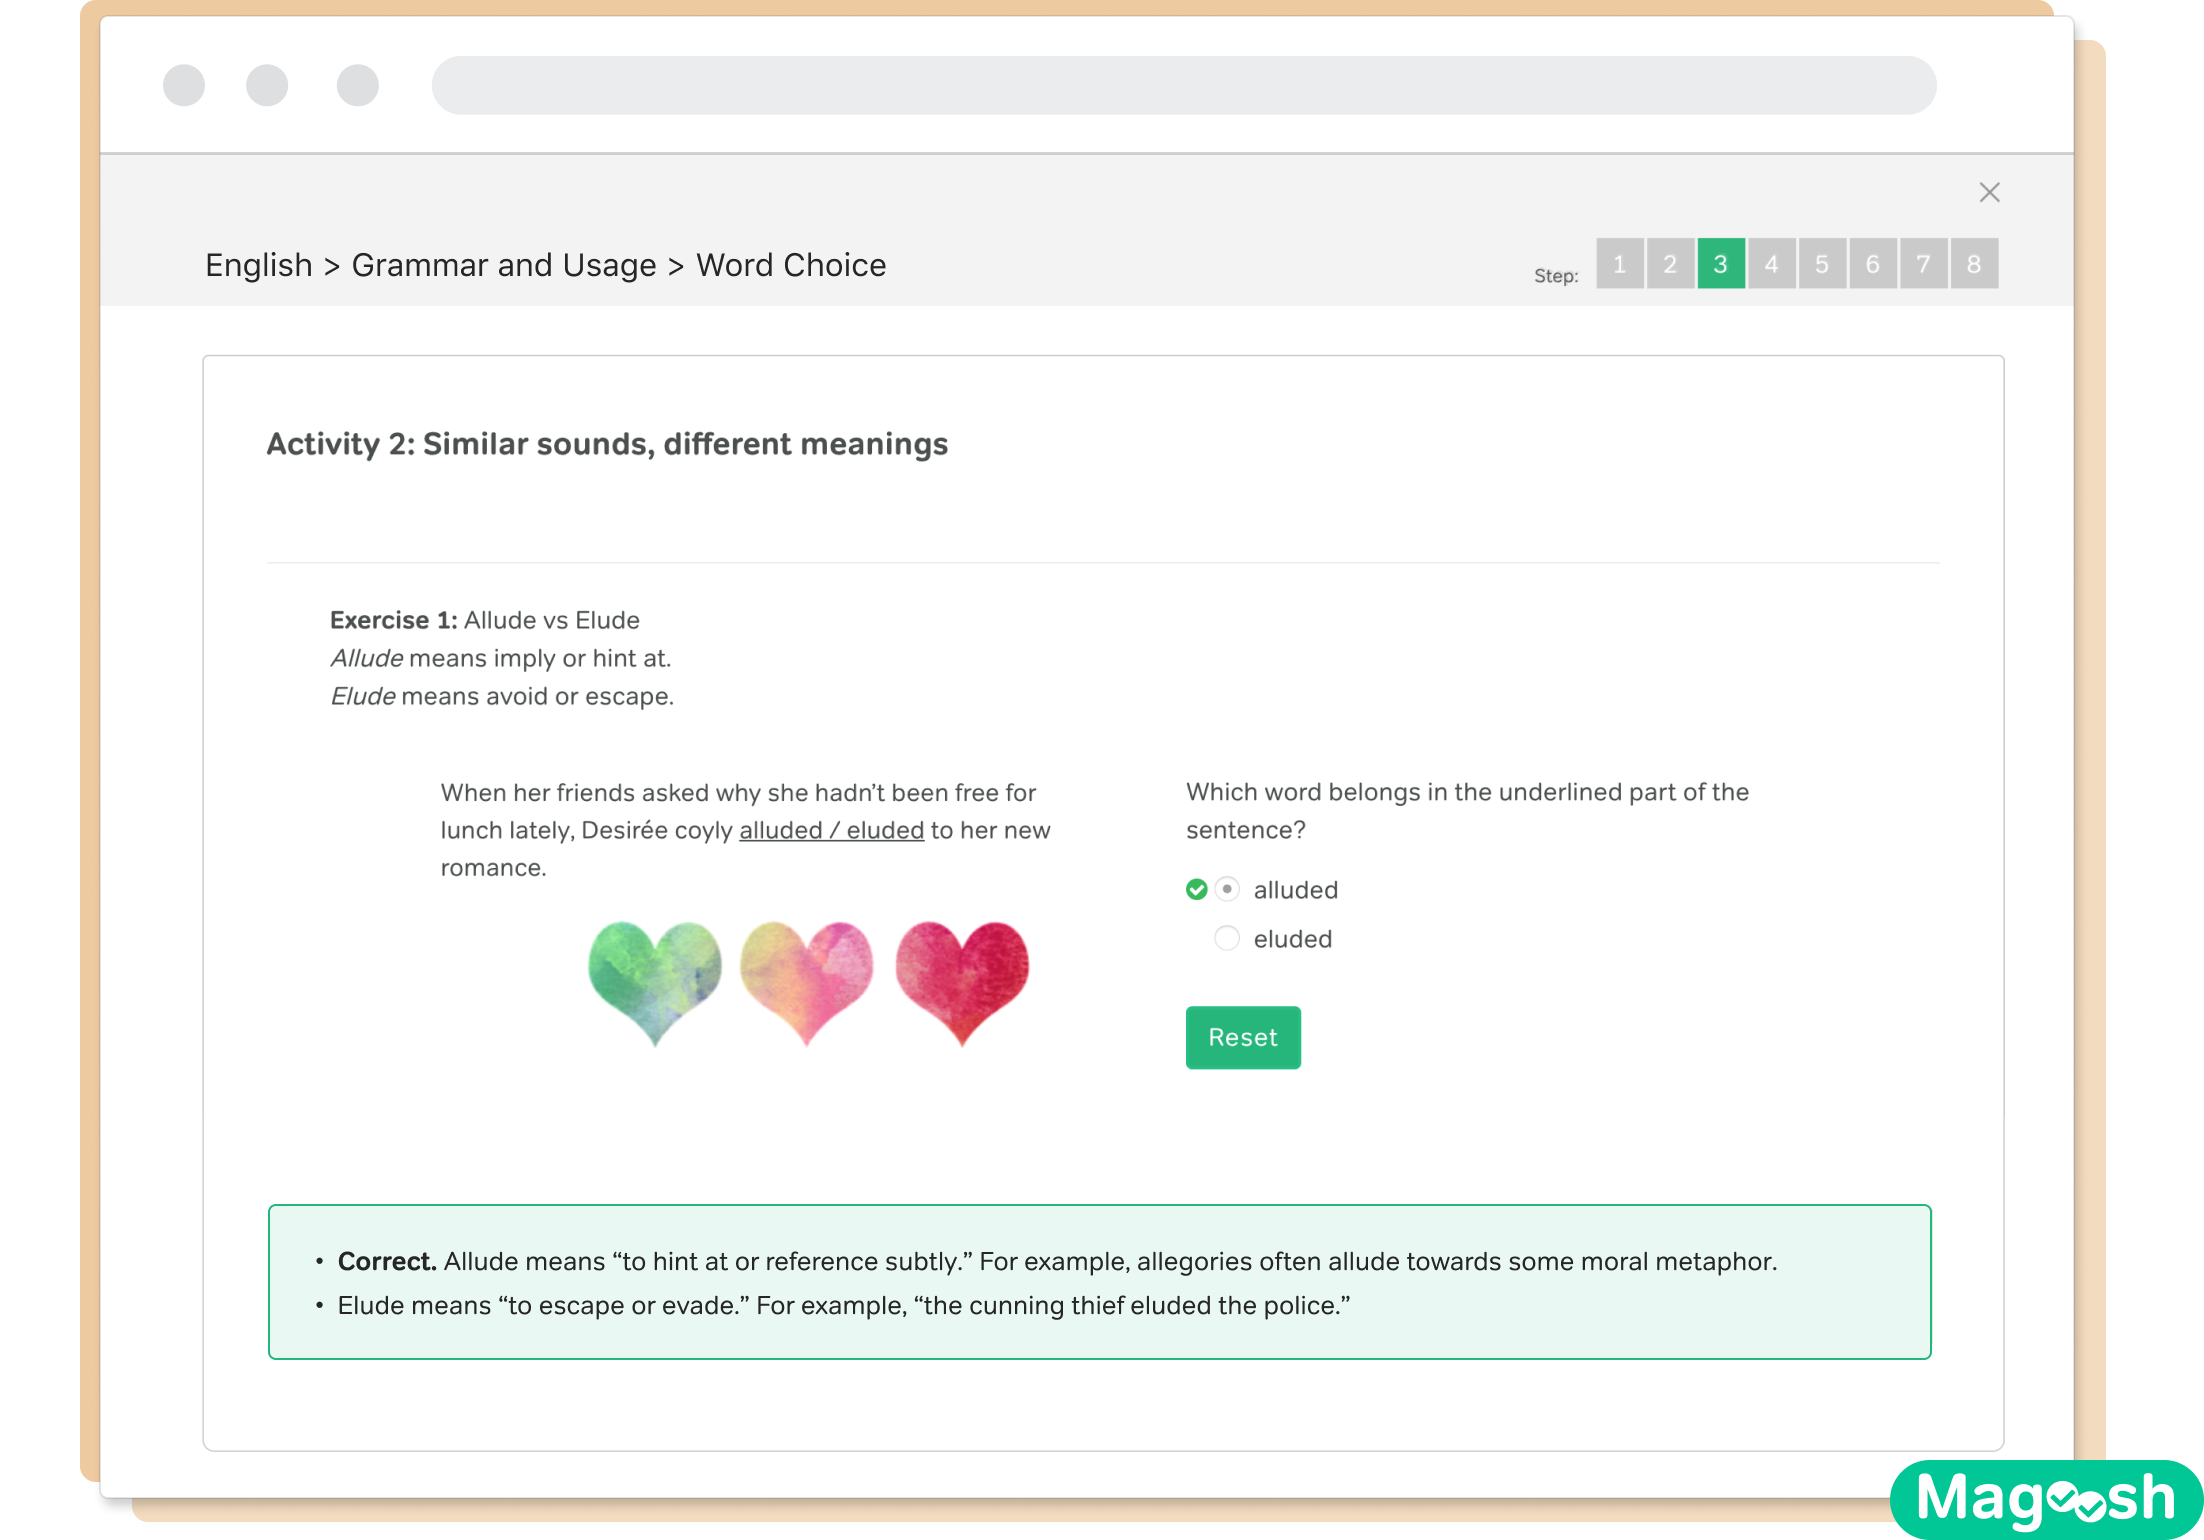 English > Grammar and Usage > Word Choice
Step: 1 2 3 4 5 6 7 8
Activity 2: Similar sounds, different meanings
Exercise 1: Allude vs Elude
Allude means imply or hint at.
Elude means avoid or escape.
When her friends asked why she hadn’t been free for
lunch lately, Desirée coyly alluded / eluded to her new
romance.
Which word belongs in the underlined part of the
sentence?
alluded
eluded
Reset
• Correct. Allude means “to hint at or reference subtly.” For example, allegories often allude towards some moral metaphor.
• Elude means “to escape or evade.” For example, “the cunning thief eluded the police.”
Magoosh